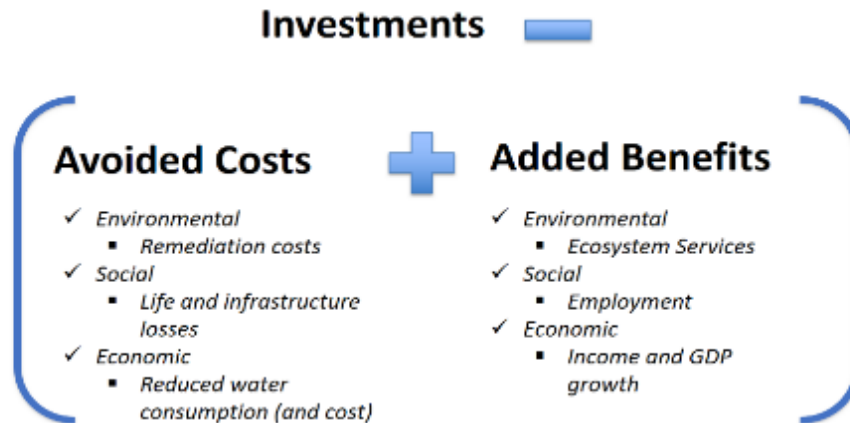 Investments
Avoided Costs
✓ Environmental
▪ Remediation costs
✓ Social
▪ Life and infrastructure
losses
✓ Economic
▪ Reduced water
consumption (and cost)
Added Benefits
✓ Environmental
▪ Ecosystem Services
✓ Social
▪ Employment
✓ Economic
▪ Income and GDP
growth